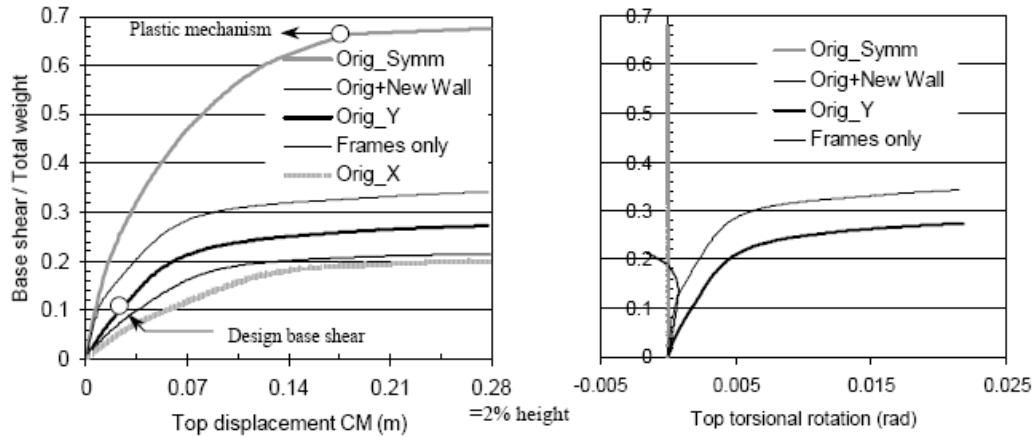 0.7
0.6
0.5
0.4
0.3
0.2
0.1
0
Base shear / Total weight
Plastic mechanism
Orig_Symm
Orig+New Wall
Orig_Y
Frames only
Orig_X
Design base shear
0 0.07 0.14 0.21 0.28
Top displacement CM (m)
=2% height
0.7
0.6
0.5
0.4
0.3
0.2
0.1
0
Orig_Symm
Orig+New Wall
Orig_Y
Frames only
-0.005 0.005 0.015 0.025
Top torsional rotation (rad)